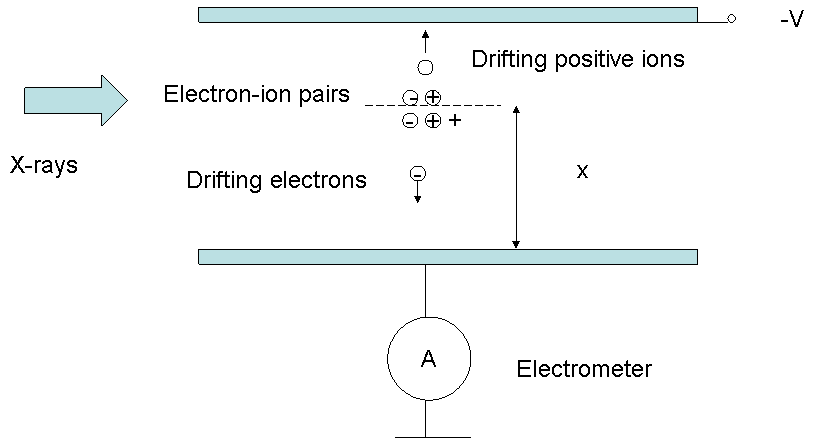 -V
Drifting positive ions
Electron-ion pairs
- +
- + +
X-rays
Drifting electrons
-
x
A
Electrometer